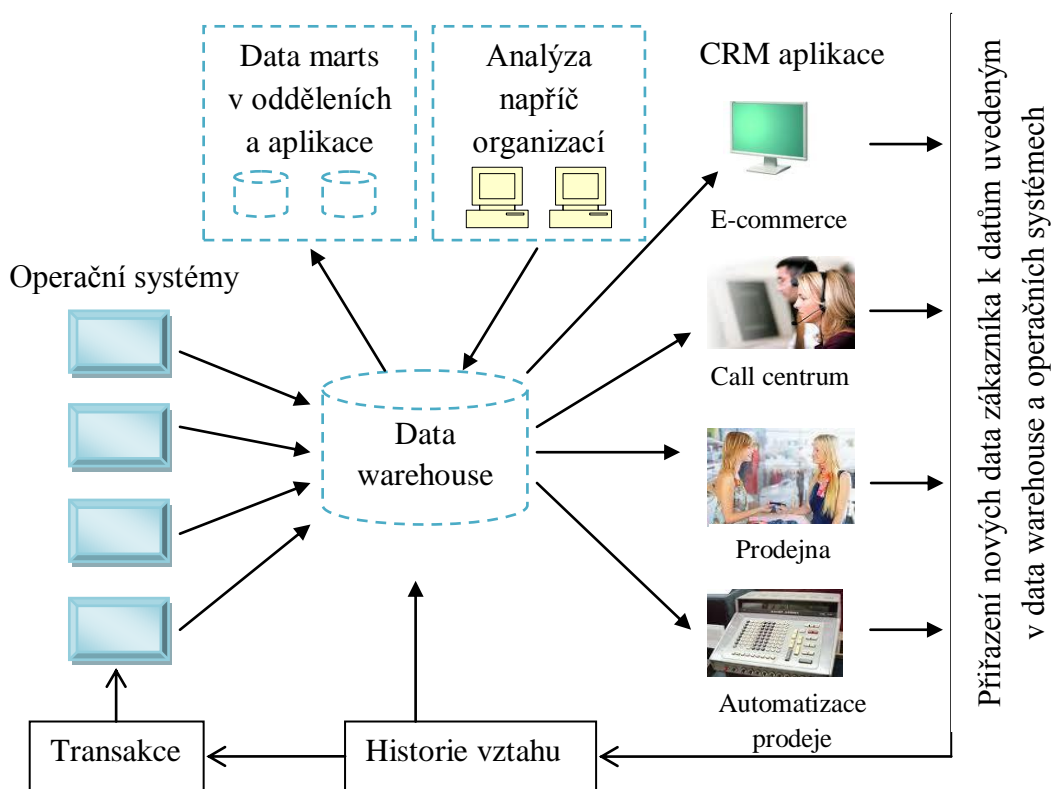 Data marts
v odděleních
a aplikace
Analýza
napříč
organizací
CRM aplikace
E-commerce
Operační systémy
Call centrum
Data
warehouse
Prodejna
Automatizace
prodeje
Transakce
Historie vztahu
Přiřazení nových data zákazníka k datům uvedeným
v data warehouse a operačních systémech